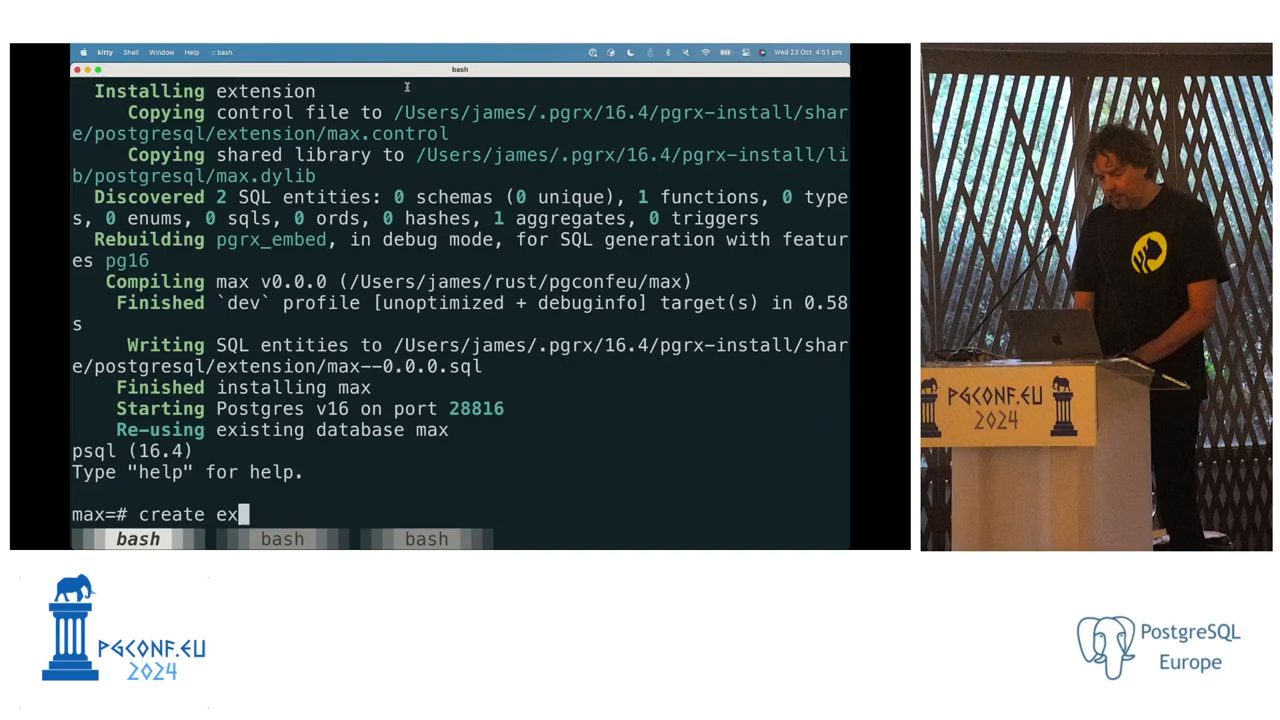 kitty Shell Window Help :: bash
Wed 23 Oct 4:51 pm
bash
Installing extension
Copying control file to /Users/james/.pgrx/16.4/pgrx-install/shar
e/postgresql/extension/max.control
Copying shared library to /Users/james/.pgrx/16.4/pgrx-install/li
b/postgresql/max.dylib
Discovered 2 SQL entities: 0 schemas (0 unique), 1 functions, 0 type
s, 0 enums, 0 sqls, 0 ords, 0 hashes, 1 aggregates, 0 triggers
Rebuilding pgrx_embed, in debug mode, for SQL generation with featur
es pg16
Compiling max v0.0.0 (/Users/james/rust/pgconfeu/max)
Finished `dev` profile [unoptimized + debuginfo] target(s) in 0.58
s
Writing SQL entities to /Users/james/.pgrx/16.4/pgrx-install/shar
e/postgresql/extension/max--0.0.0.sql
Finished installing max
Starting Postgres v16 on port 28816
Re-using existing database max
psql (16.4)
Type "help" for help.
max=# create ex
bash bash bash
PGCONF.EU
2024
PGCONF.EU
2024
PostgreSQL
Europe